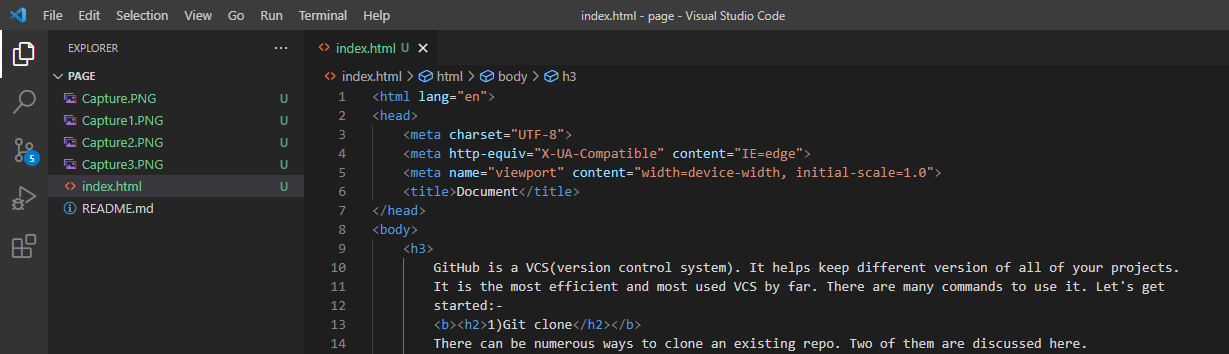 File Edit Selection View Go Run Terminal Help index.html - page - Visual Studio Code
EXPLORER
PAGE
Capture.PNG U
Capture1.PNG U
Capture2.PNG U
Capture3.PNG U
index.html U
README.md
5
index.html U
index.html > html > body > h3
1 <html lang="en">
2 <head>
3 <meta charset="UTF-8">
4 <meta http-equiv="X-UA-Compatible" content="IE=edge">
5 <meta name="viewport" content="width=device-width, initial-scale=1.0">
6 <title>Document</title>
7 </head>
8 <body>
9 <h3>
10 GitHub is a VCS(version control system). It helps keep different version of all of your projects.
11 It is the most efficient and most used VCS by far. There are many commands to use it. Let's get
12 started:-
13 <b><h2>1)Git clone</h2></b>
14 There can be numerous ways to clone an existing repo. Two of them are discussed here.